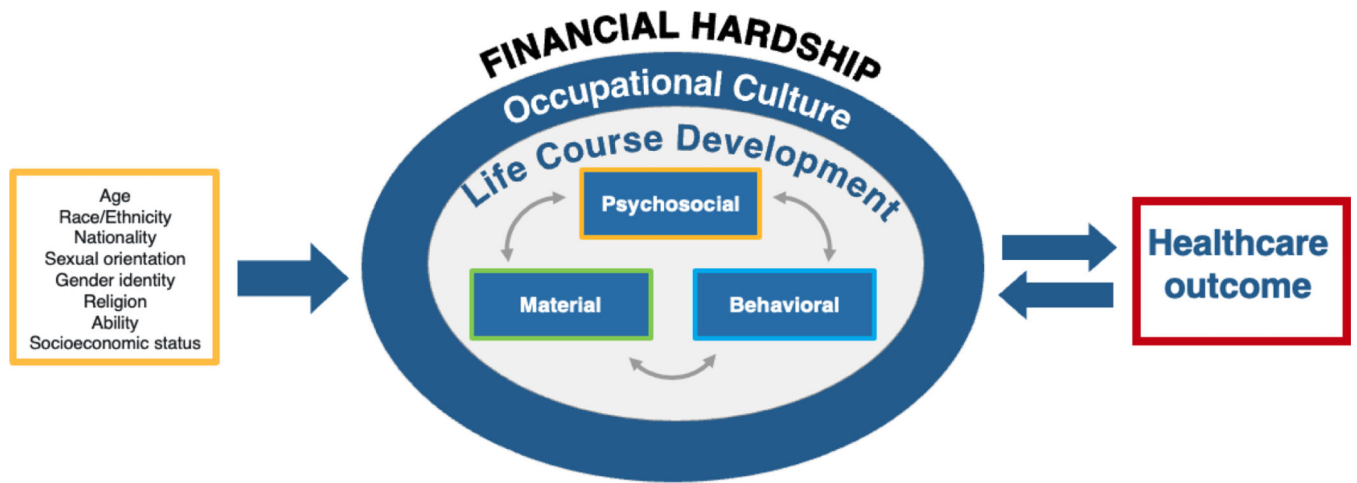 FINANCIAL HARDSHIP
Occupational Culture
Life Course Development
Age
Race/Ethnicity
Nationality
Sexual orientation
Gender identity
Religion
Ability
Socioeconomic status
Psychosocial
Material
Behavioral
Healthcare
outcome